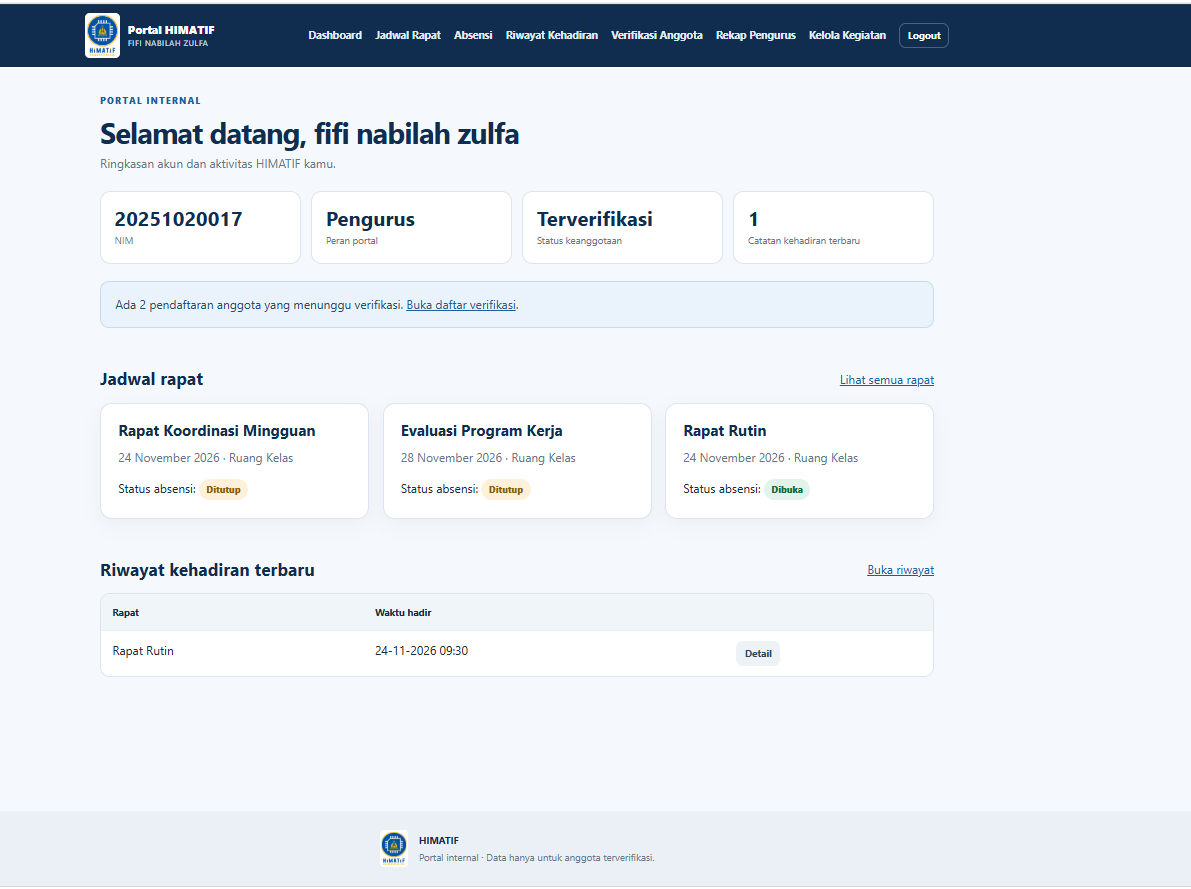 HIMATIF
Portal HIMATIF
FIFI NABILAH ZULFA
Dashboard Jadwal Rapat Absensi Riwayat Kehadiran Verifikasi Anggota Rekap Pengurus Kelola Kegiatan Logout
PORTAL INTERNAL
Selamat datang, fifi nabilah zulfa
Ringkasan akun dan aktivitas HIMATIF kamu.
20251020017
NIM
Pengurus
Peran portal
Terverifikasi
Status keanggotaan
1
Catatan kehadiran terbaru
Ada 2 pendaftaran anggota yang menunggu verifikasi. Buka daftar verifikasi.
Jadwal rapat
Lihat semua rapat
Rapat Koordinasi Mingguan
24 November 2026 · Ruang Kelas
Status absensi: Ditutup
Evaluasi Program Kerja
28 November 2026 · Ruang Kelas
Status absensi: Ditutup
Rapat Rutin
24 November 2026 · Ruang Kelas
Status absensi: Dibuka
Riwayat kehadiran terbaru
Buka riwayat
Rapat Waktu hadir
Rapat Rutin 24-11-2026 09:30 Detail
HIMATIF
HIMATIF
Portal internal · Data hanya untuk anggota terverifikasi.